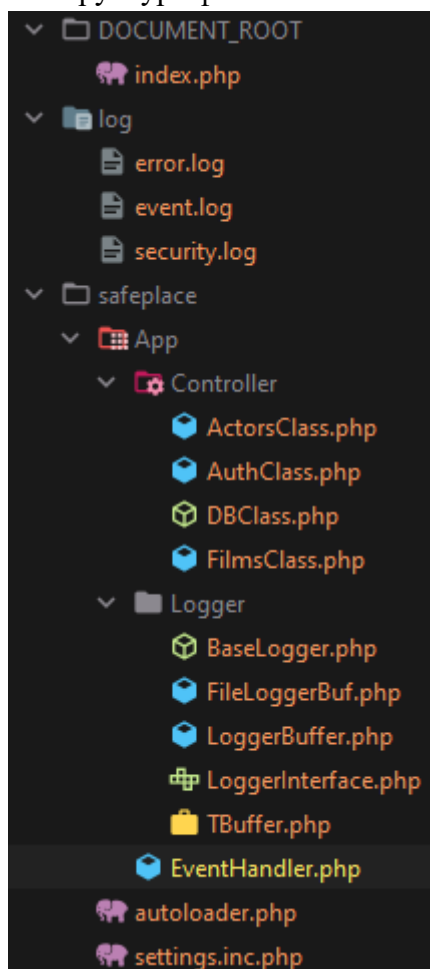 DOCUMENT_ROOT
index.php
log
error.log
event.log
security.log
safeplace
App
Controller
ActorsClass.php
AuthClass.php
DBClass.php
FilmsClass.php
Logger
BaseLogger.php
FileLoggerBuf.php
LoggerBuffer.php
LoggerInterface.php
TBuffer.php
EventHandler.php
autoloader.php
settings.inc.php